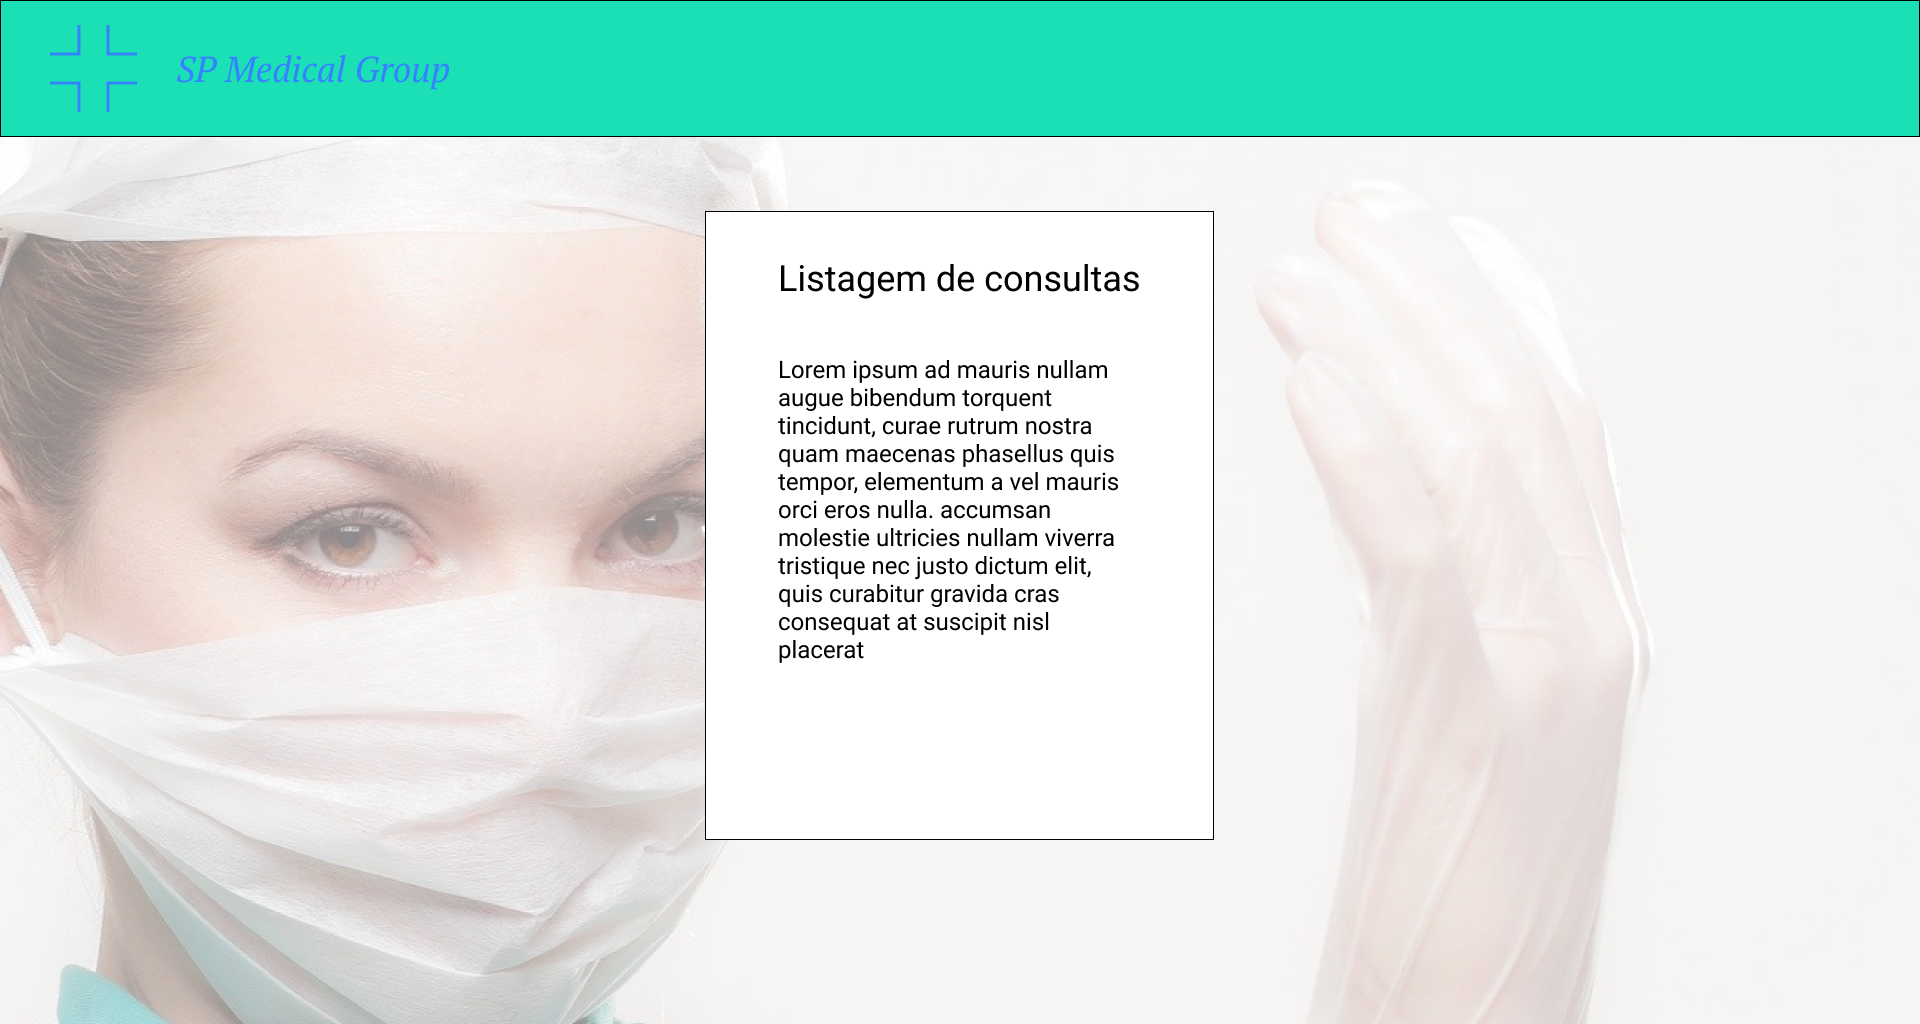 SP Medical Group
Listagem de consultas
Lorem ipsum ad mauris nullam
augue bibendum torquent
tincidunt, curae rutrum nostra
quam maecenas phasellus quis
tempor, elementum a vel mauris
orci eros nulla. accumsan
molestie ultricies nullam viverra
tristique nec justo dictum elit,
quis curabitur gravida cras
consequat at suscipit nisl
placerat